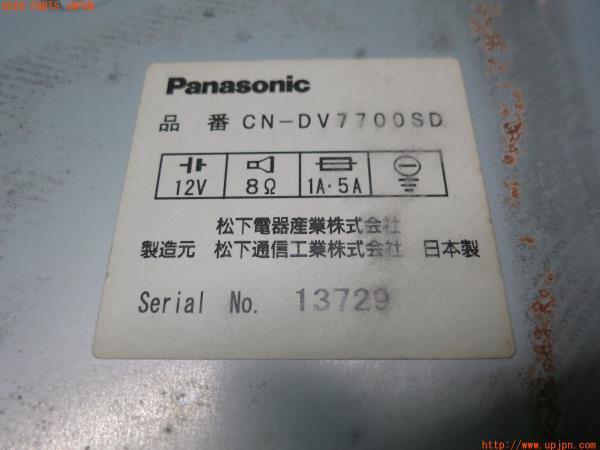 USED PARTS JAPAN
Panasonic
品 番 CN-DV7700SD
12V 8Ω 1A・5A
松下電器産業株式会社
製造元 松下通信工業株式会社 日本製
Serial No. 13729
http://www.upjpn.com/